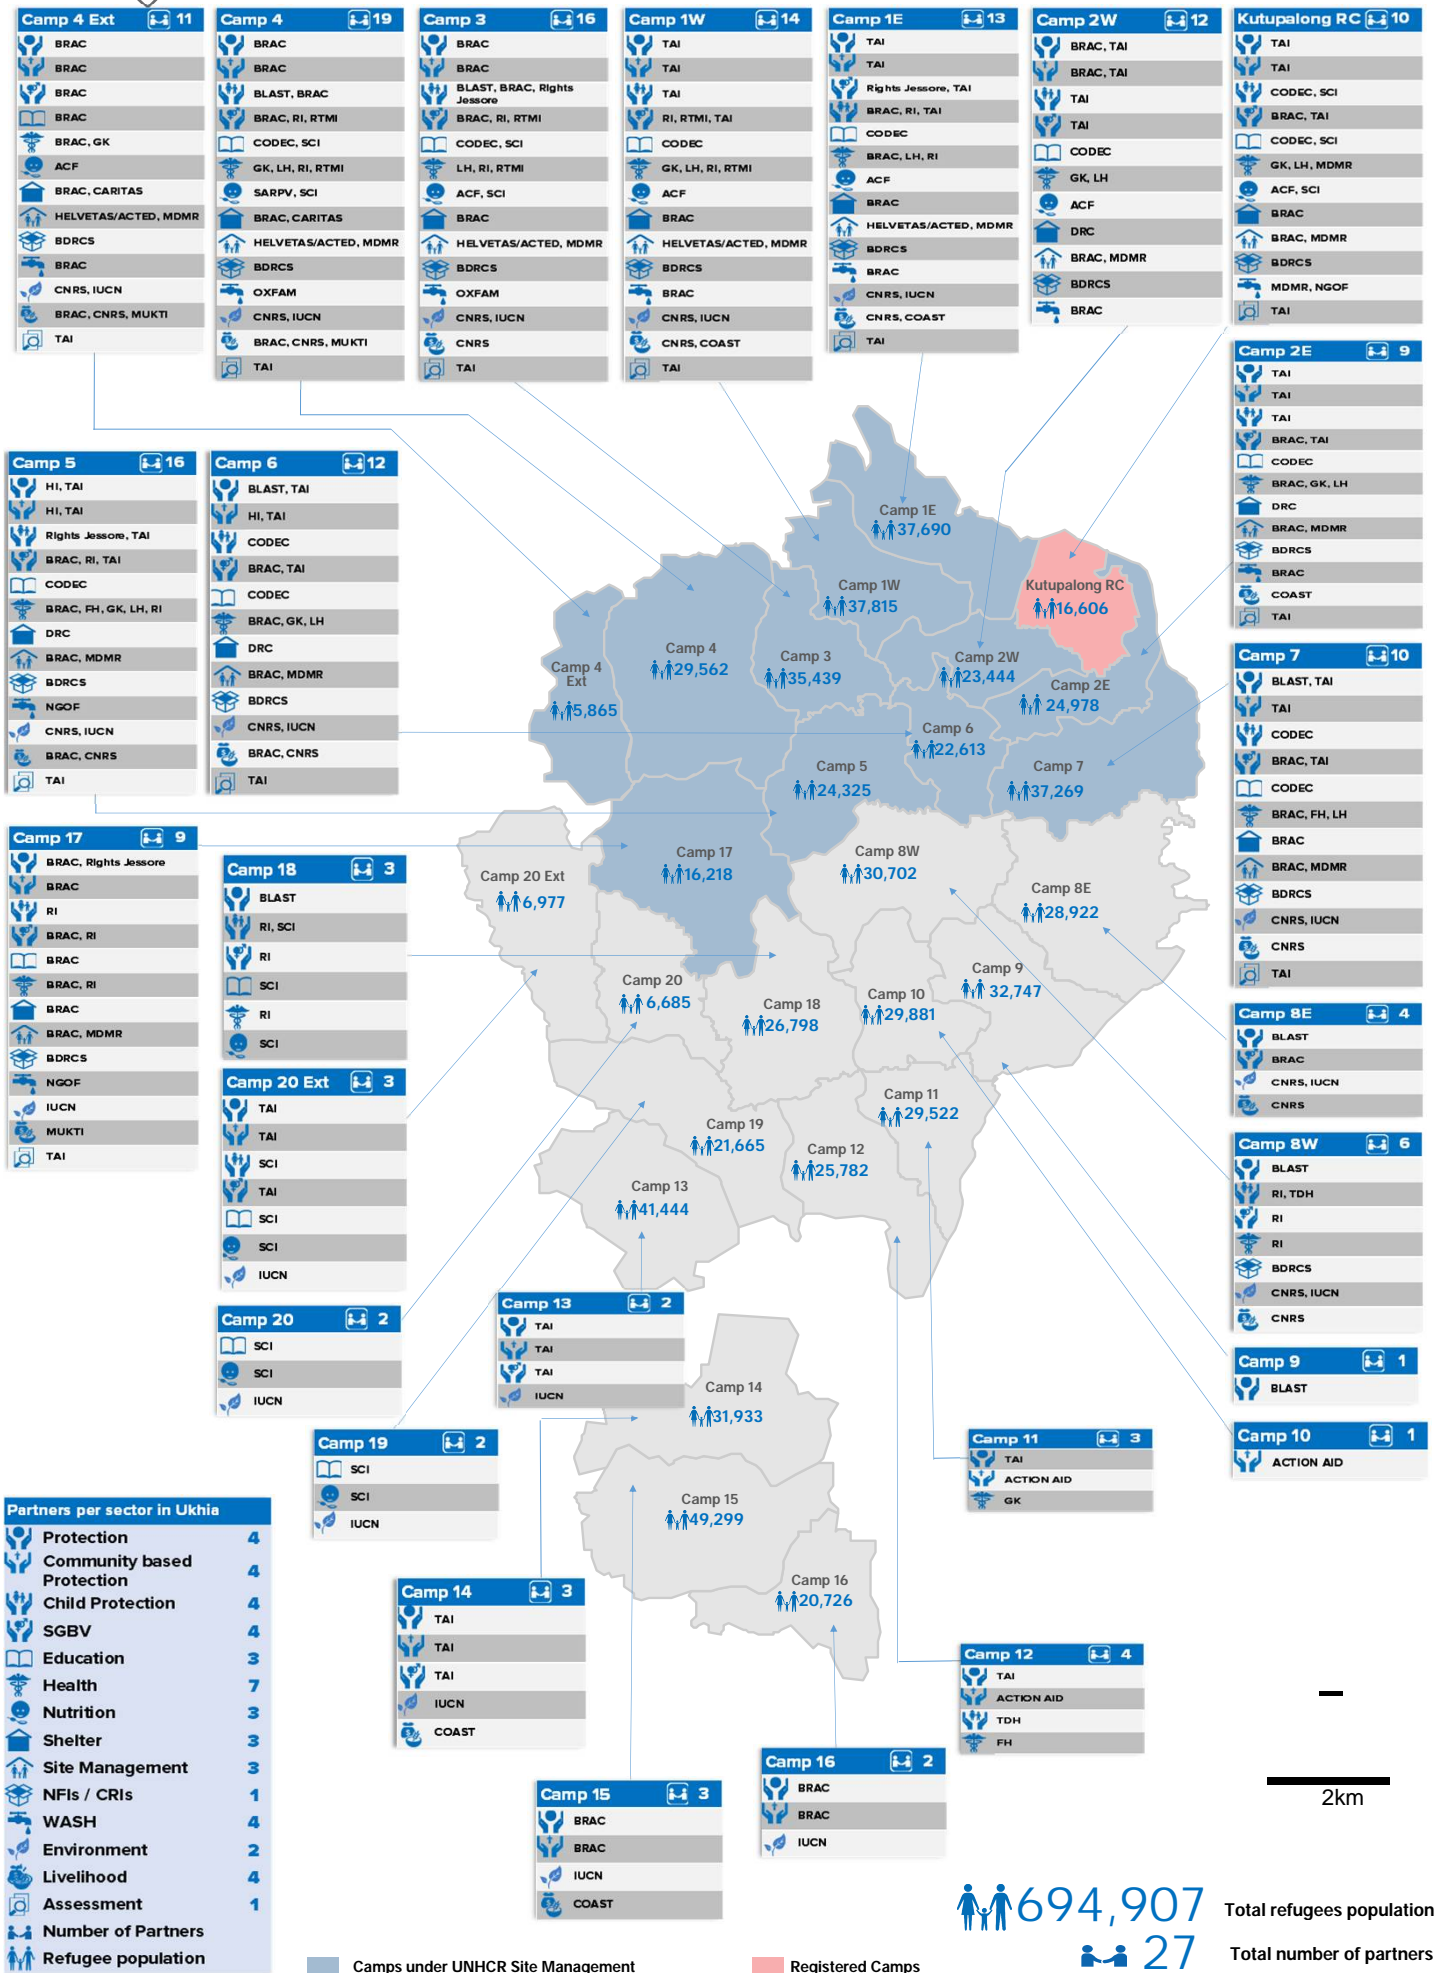 Camp 4 Ext 11
BRAC
BRAC
BRAC
BRAC
BRAC, GK
ACF
BRAC, CARITAS
HELVETAS/ACTED, MDMR
BDRCS
BRAC
CNRS, IUCN
BRAC, CNRS, MUKTI
TAI
Camp 4 19
BRAC
BRAC
BLAST, BRAC
BRAC, RI, RTMI
CODEC, SCI
GK, LH, RI, RTMI
SARPV, SCI
BRAC, CARITAS
HELVETAS/ACTED, MDMR
BDRCS
OXFAM
CNRS, IUCN
BRAC, CNRS, MUKTI
TAI
Camp 3 16
BRAC
BRAC
BLAST, BRAC, Rights
Jessore
BRAC, RI, RTMI
CODEC, SCI
LH, RI, RTMI
ACF, SCI
BRAC
HELVETAS/ACTED, MDMR
BDRCS
OXFAM
CNRS, IUCN
CNRS
TAI
Camp 1W 14
TAI
TAI
TAI
RI, RTMI, TAI
CODEC
GK, LH, RI, RTMI
ACF
BRAC
HELVETAS/ACTED, MDMR
BDRCS
BRAC
CNRS, IUCN
CNRS, COAST
TAI
Camp 1E 13
TAI
TAI
Rights Jessore, TAI
BRAC, RI, TAI
CODEC
BRAC, LH, RI
ACF
BRAC
HELVETAS/ACTED, MDMR
BDRCS
BRAC
CNRS, IUCN
CNRS, COAST
TAI
Camp 2W 12
BRAC, TAI
BRAC, TAI
TAI
TAI
CODEC
GK, LH
ACF
DRC
BRAC, MDMR
BDRCS
BRAC
Kutupalong RC 10
TAI
TAI
CODEC, SCI
BRAC, TAI
CODEC, SCI
GK, LH, MDMR
ACF, SCI
BRAC
BRAC, MDMR
BDRCS
MDMR, NGOF
TAI
Camp 2E 9
TAI
TAI
TAI
BRAC, TAI
CODEC
BRAC, GK, LH
DRC
BRAC, MDMR
BDRCS
BRAC
COAST
TAI
Camp 5 16
HI, TAI
HI, TAI
Rights Jessore, TAI
BRAC, RI, TAI
CODEC
BRAC, FH, GK, LH, RI
DRC
BRAC, MDMR
BDRCS
NGOF
CNRS, IUCN
BRAC, CNRS
TAI
Camp 6 12
BLAST, TAI
HI, TAI
CODEC
BRAC, TAI
CODEC
BRAC, GK, LH
DRC
BRAC, MDMR
BDRCS
CNRS, IUCN
BRAC, CNRS
TAI
Camp 7 10
BLAST, TAI
TAI
CODEC
BRAC, TAI
CODEC
BRAC, FH, LH
BRAC
BRAC, MDMR
BDRCS
CNRS, IUCN
CNRS
TAI
Camp 1E
37,690
Camp 1W
37,815
Kutupalong RC
16,606
Camp 4
29,562
Camp 3
35,439
Camp 2W
23,444
Camp 4
Ext
5,865
Camp 2E
24,978
Camp 6
22,613
Camp 5
24,325
Camp 7
37,269
Camp 17
16,218
Camp 8W
30,702
Camp 20 Ext
6,977
Camp 8E
28,922
Camp 20
6,685
Camp 18
26,798
Camp 10
29,881
Camp 9
32,747
Camp 11
29,522
Camp 19
21,665
Camp 12
25,782
Camp 13
41,444
Camp 14
31,933
Camp 15
49,299
Camp 16
20,726
Camp 17 9
BRAC, Rights Jessore
BRAC
RI
BRAC, RI
BRAC
BRAC, RI
BRAC
BRAC, MDMR
BDRCS
NGOF
IUCN
MUKTI
TAI
Camp 18 3
BLAST
RI, SCI
RI
SCI
RI
SCI
Camp 20 Ext 3
TAI
TAI
SCI
TAI
SCI
SCI
IUCN
Camp 20 2
SCI
SCI
IUCN
Camp 8E 4
BLAST
BRAC
CNRS, IUCN
CNRS
Camp 8W 6
BLAST
RI, TDH
RI
RI
BDRCS
CNRS, IUCN
CNRS
Camp 9 1
BLAST
Camp 10 1
ACTION AID
Camp 13 2
TAI
TAI
TAI
IUCN
Camp 19 2
SCI
SCI
IUCN
Camp 11 3
TAI
ACTION AID
GK
Camp 14 3
TAI
TAI
TAI
IUCN
COAST
Camp 12 4
TAI
ACTION AID
TDH
FH
Camp 16 2
BRAC
BRAC
IUCN
Camp 15 3
BRAC
BRAC
IUCN
COAST
Partners per sector in Ukhia
Protection 4
Community based
Protection 4
Child Protection 4
SGBV 4
Education 3
Health 7
Nutrition 3
Shelter 3
Site Management 3
NFIs / CRIs 1
WASH 4
Environment 2
Livelihood 4
Assessment 1
Number of Partners
Refugee population
2km
694,907 Total refugees population
27 Total number of partners
Camps under UNHCR Site Management
Registered Camps